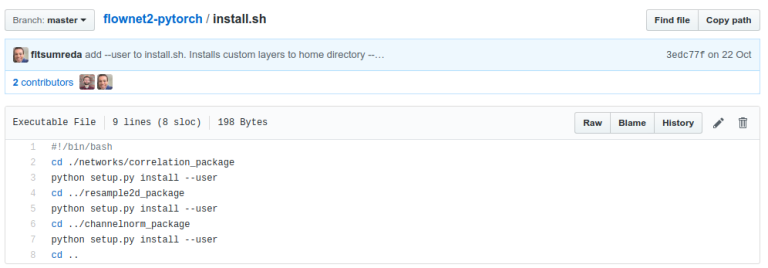 Branch: master flownet2-pytorch / install.sh Find file Copy path
fitsumreda add --user to install.sh. Installs custom layers to home directory --… 3edc77f on 22 Oct
2 contributors
Executable File 9 lines (8 sloc) 198 Bytes Raw Blame History
1 #!/bin/bash
2 cd ./networks/correlation_package
3 python setup.py install --user
4 cd ../resample2d_package
5 python setup.py install --user
6 cd ../channelnorm_package
7 python setup.py install --user
8 cd ..